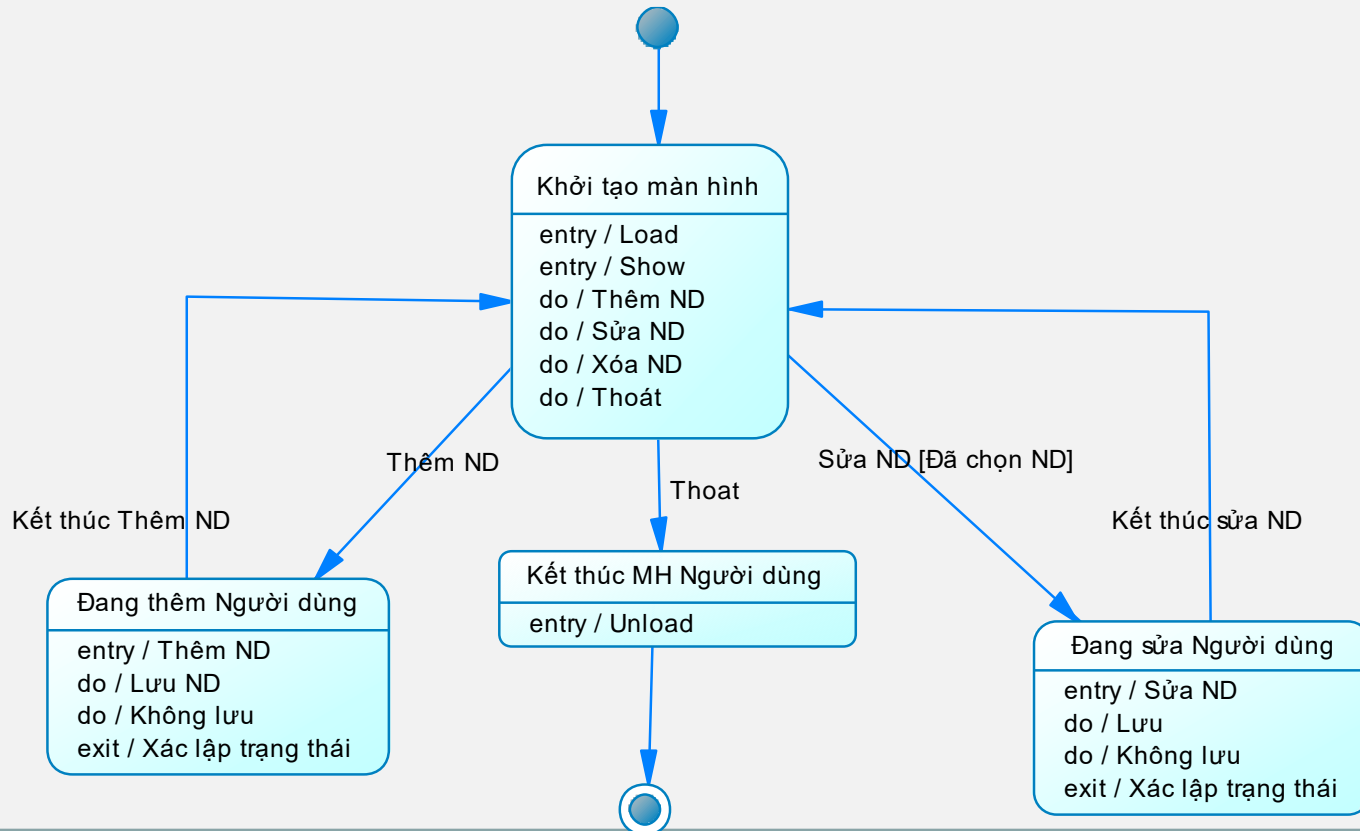 Khởi tạo màn hình
entry / Load
entry / Show
do / Thêm ND
do / Sửa ND
do / Xóa ND
do / Thoát
Thêm ND
Sửa ND [Đã chọn ND]
Thoat
Kết thúc Thêm ND
Kết thúc sửa ND
Đang thêm Người dùng
entry / Thêm ND
do / Lưu ND
do / Không lưu
exit / Xác lập trạng thái
Kết thúc MH Người dùng
entry / Unload
Đang sửa Người dùng
entry / Sửa ND
do / Lưu
do / Không lưu
exit / Xác lập trạng thái